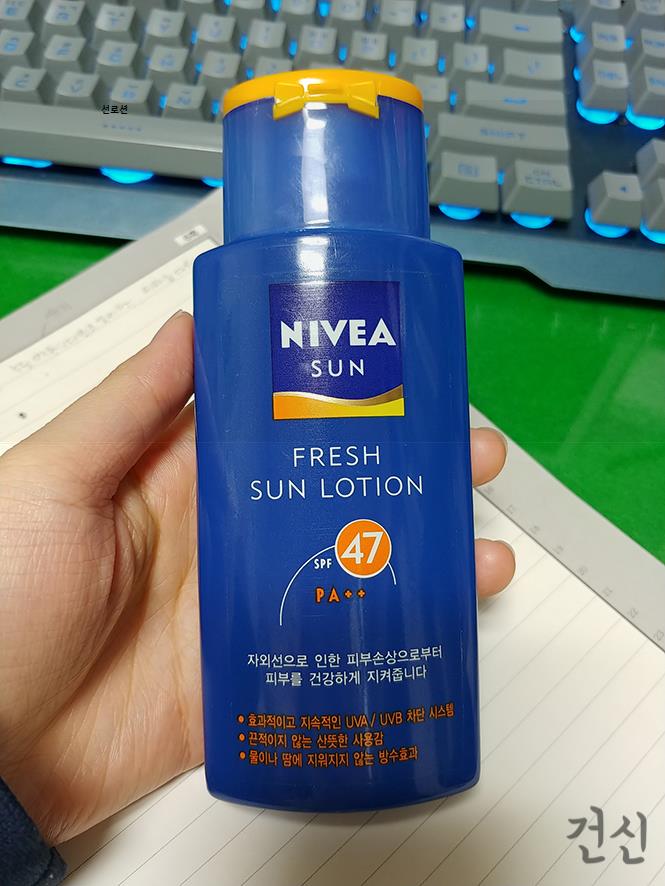 선로션
NIVEA
SUN
FRESH
SUN LOTION
SPF 47
PA++
자외선으로 인한 피부손상으로부터
피부를 건강하게 지켜줍니다
• 효과적이고 지속적인 UVA / UVB 차단 시스템
• 끈적이지 않는 산뜻한 사용감
• 물이나 땀에 지워지지 않는 방수효과
SHIFT
건신